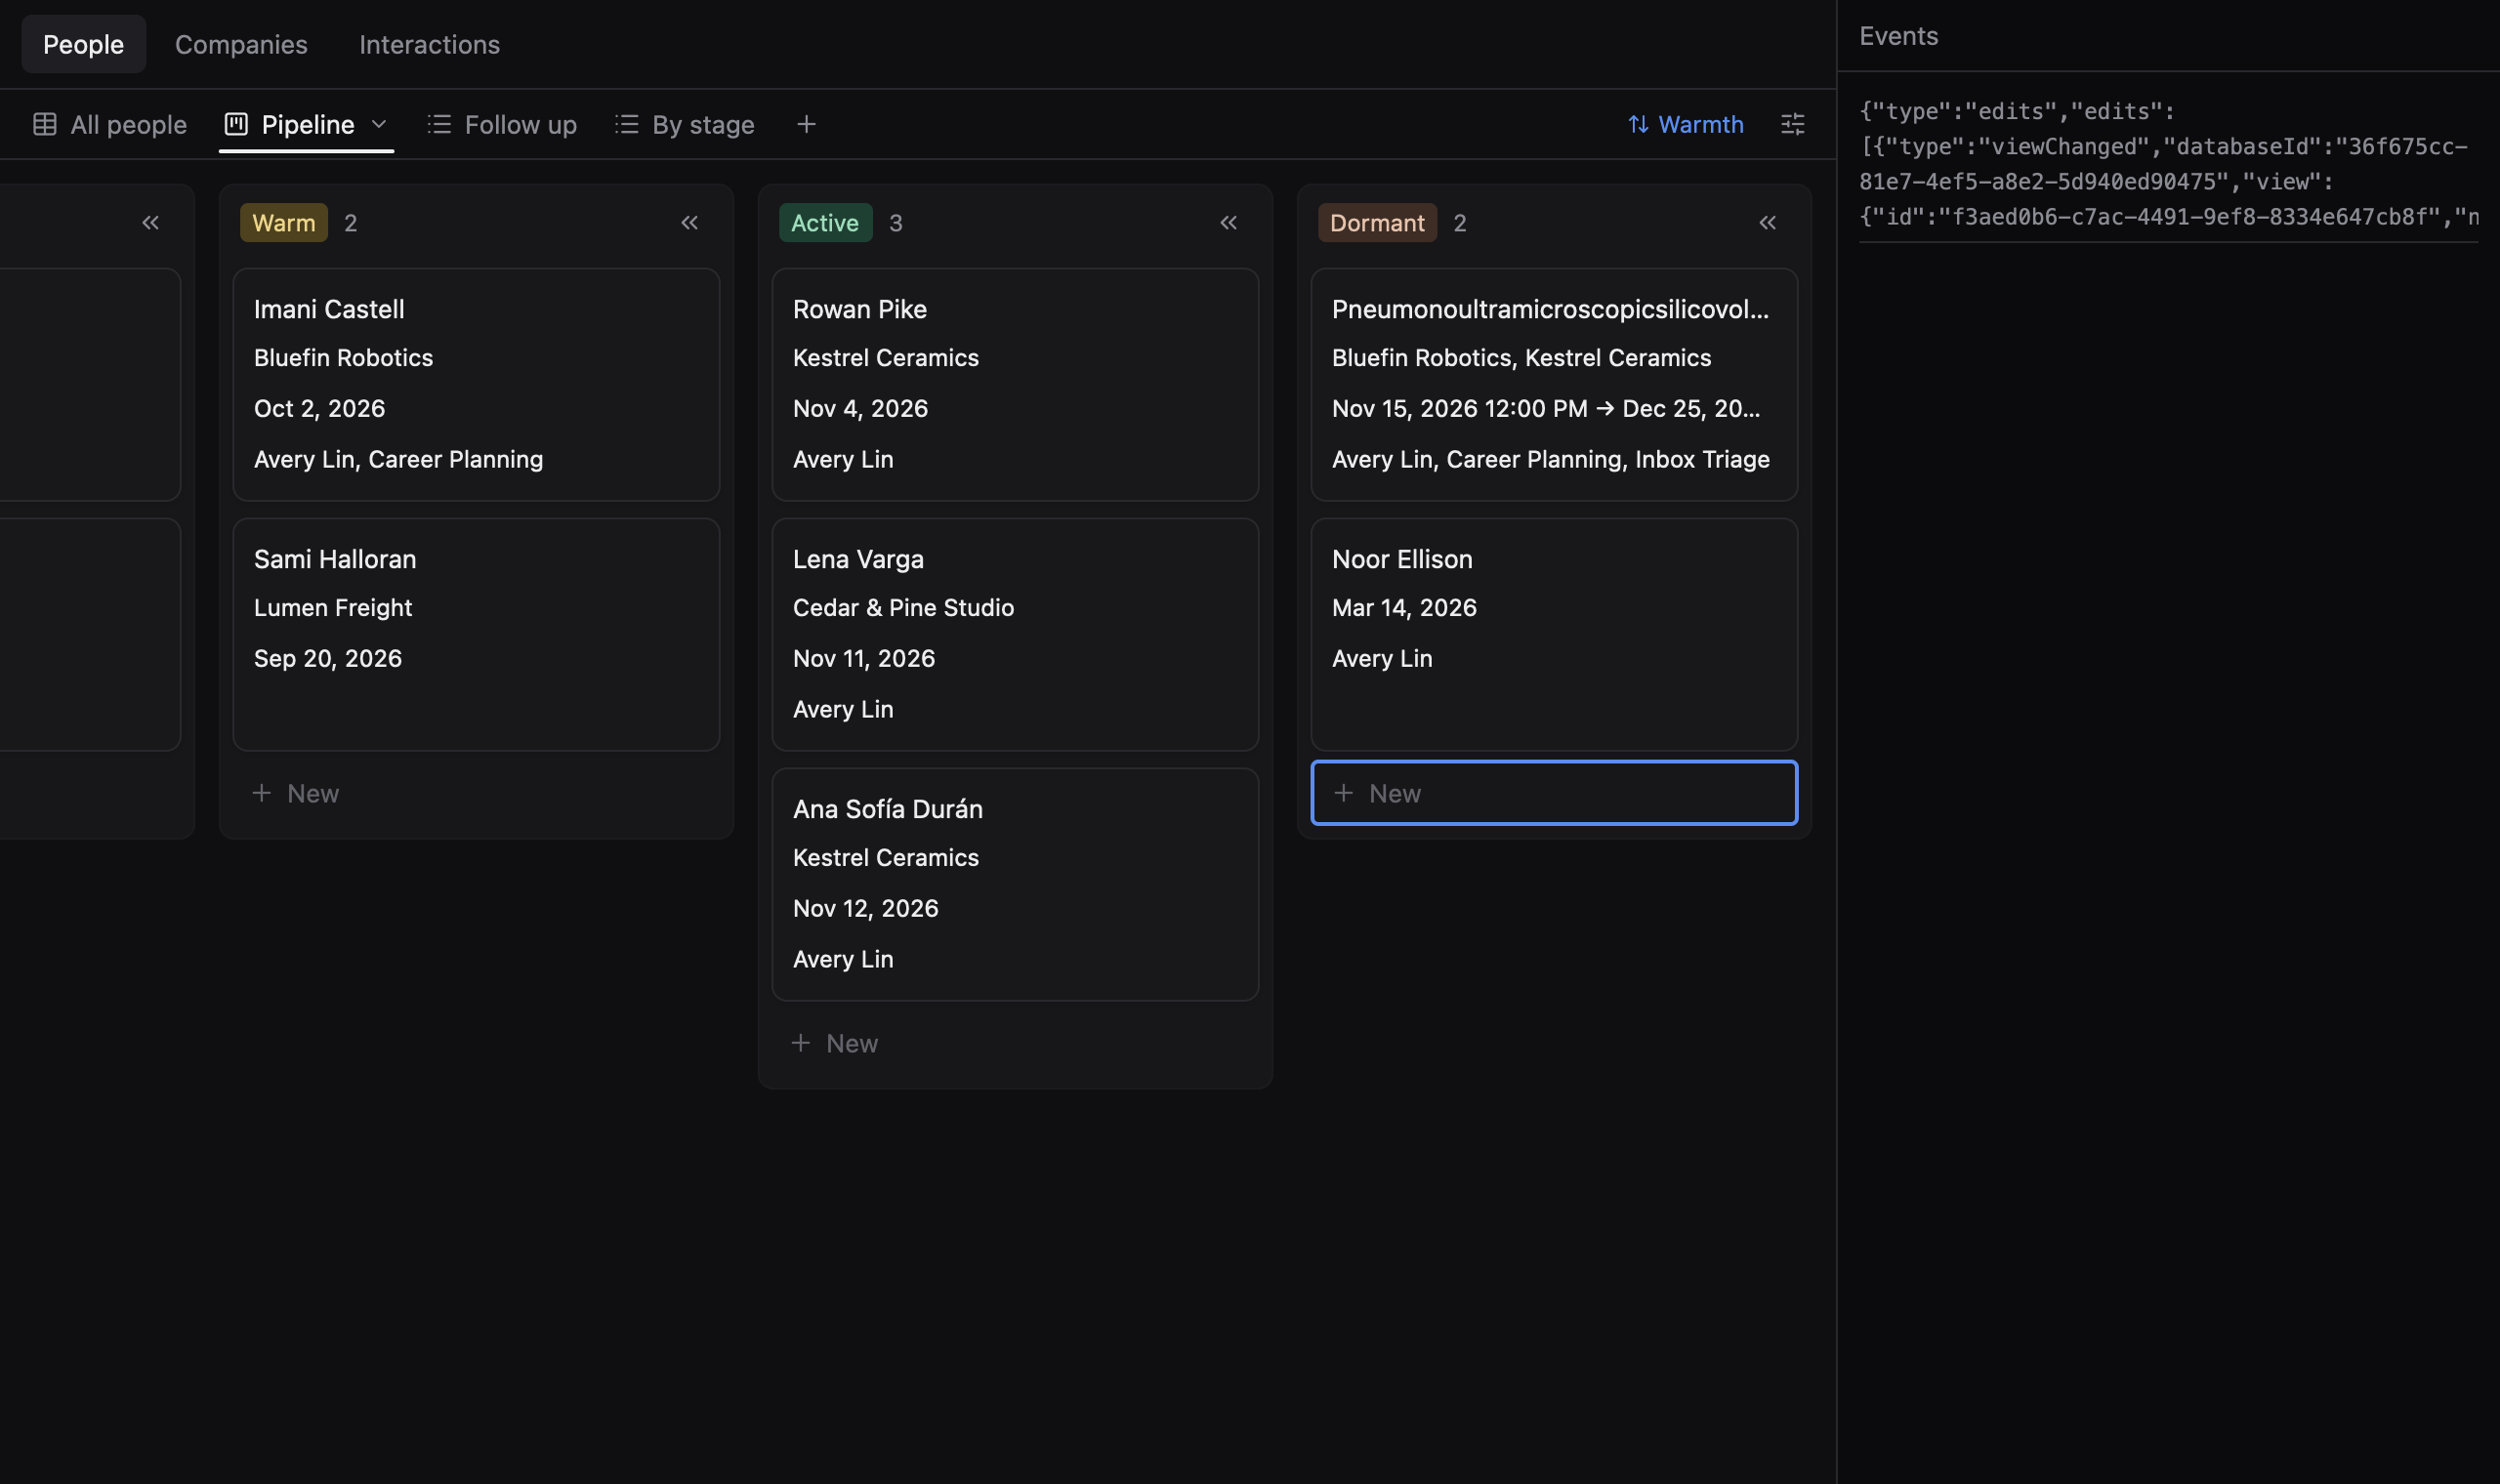 People Companies Interactions
All people Pipeline Follow up By stage Warmth
Warm 2
Imani Castell
Bluefin Robotics
Oct 2, 2026
Avery Lin, Career Planning
Sami Halloran
Lumen Freight
Sep 20, 2026
+ New
Active 3
Rowan Pike
Kestrel Ceramics
Nov 4, 2026
Avery Lin
Lena Varga
Cedar & Pine Studio
Nov 11, 2026
Avery Lin
Ana Sofía Durán
Kestrel Ceramics
Nov 12, 2026
Avery Lin
+ New
Dormant 2
Pneumonoultramicroscopicsilicovol...
Bluefin Robotics, Kestrel Ceramics
Nov 15, 2026 12:00 PM → Dec 25, 20...
Avery Lin, Career Planning, Inbox Triage
Noor Ellison
Mar 14, 2026
Avery Lin
+ New
Events
{"type":"edits","edits":
[{"type":"viewChanged","databaseId":"36f675cc-
81e7-4ef5-a8e2-5d940ed90475","view":
{"id":"f3aed0b6-c7ac-4491-9ef8-8334e647cb8f","n